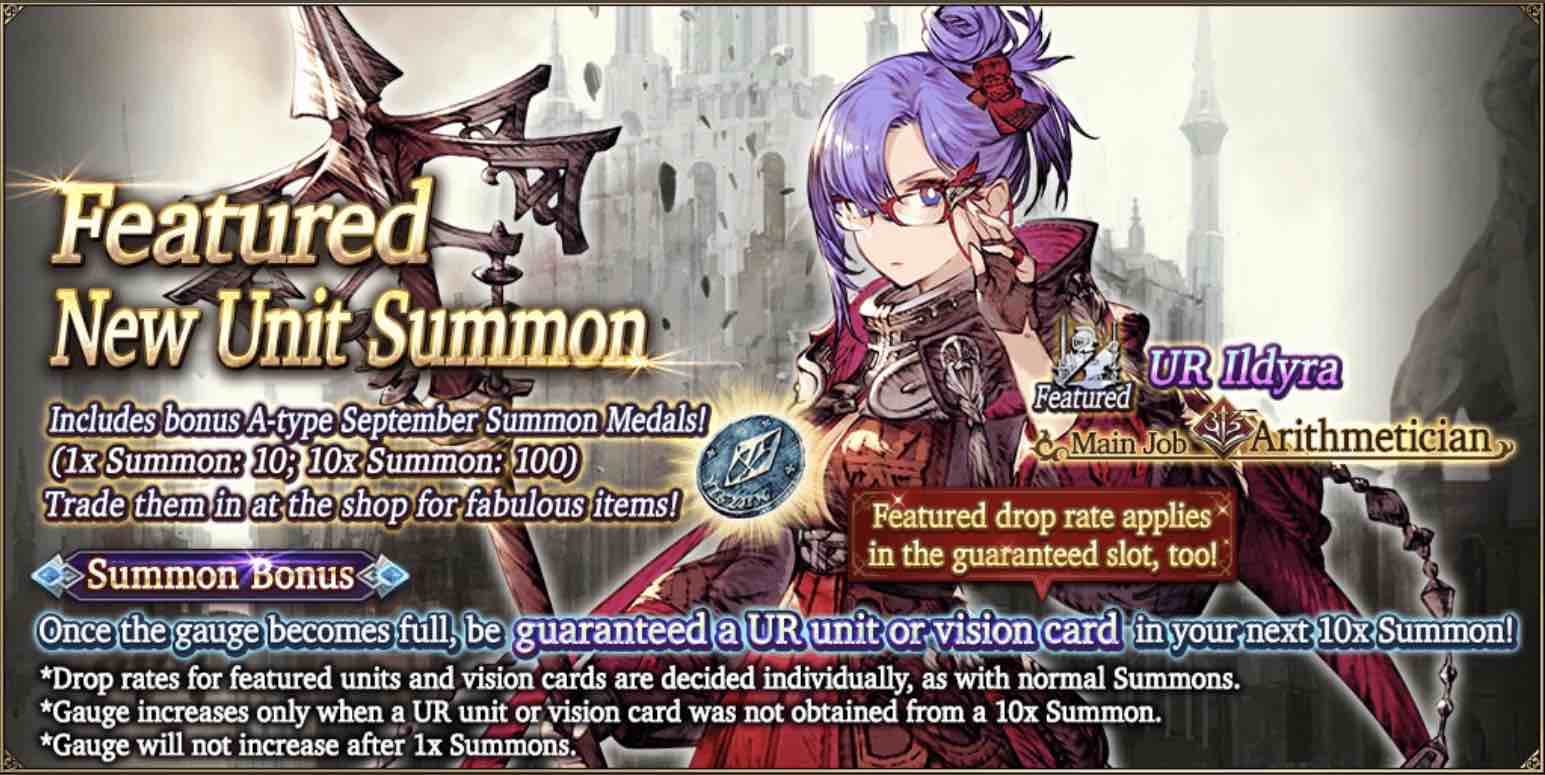 Featured
New Unit Summon
Includes bonus A-type September Summon Medals!
(1x Summon: 10; 10x Summon: 100)
Trade them in at the shop for fabulous items!
Featured
UR Ildyra
Main Job Arithmetician
Featured drop rate applies
in the guaranteed slot, too!
Summon Bonus
Once the gauge becomes full, be guaranteed a UR unit or vision card in your next 10x Summon!
*Drop rates for featured units and vision cards are decided individually, as with normal Summons.
*Gauge increases only when a UR unit or vision card was not obtained from a 10x Summon.
*Gauge will not increase after 1x Summons.